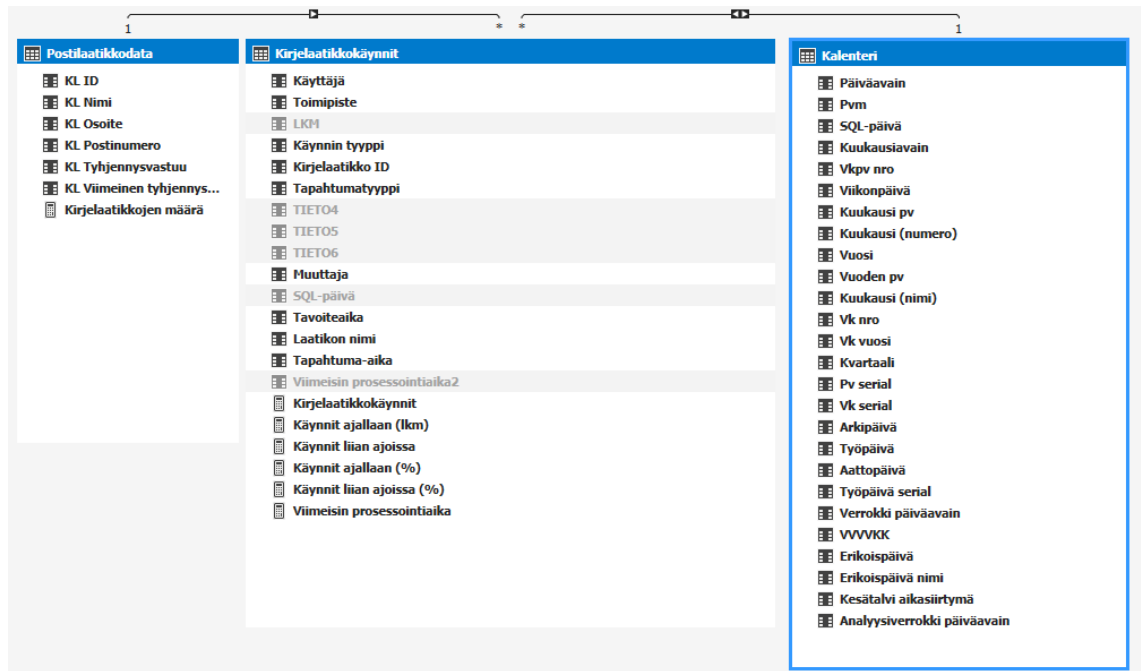 1 * * 1
Postilaatikkodata
KL ID
KL Nimi
KL Osoite
KL Postinumero
KL Tyhjennysvastuu
KL Viimeinen tyhjennys...
Kirjelaatikkojen määrä
Kirjelaatikkokäynnit
Käyttäjä
Toimipiste
LKM
Käynnin tyyppi
Kirjelaatikko ID
Tapahtumatyyppi
TIETO4
TIETO5
TIETO6
Muuttaja
SQL-päivä
Tavoiteaika
Laatikon nimi
Tapahtuma-aika
Viimeisin prosessointiaika2
Kirjelaatikkokäynnit
Käynnit ajallaan (lkm)
Käynnit liian ajoissa
Käynnit ajallaan (%)
Käynnit liian ajoissa (%)
Viimeisin prosessointiaika
Kalenteri
Päiväavain
Pvm
SQL-päivä
Kuukausiavain
Vkpv nro
Viikonpäivä
Kuukausi pv
Kuukausi (numero)
Vuosi
Vuoden pv
Kuukausi (nimi)
Vk nro
Vk vuosi
Kvartaali
Pv serial
Vk serial
Arkipäivä
Työpäivä
Aattopäivä
Työpäivä serial
Verrokki päiväavain
VVVVKK
Erikoispäivä
Erikoispäivä nimi
Kesätalvi aikasiirtymä
Analyysiverrokki päiväavain